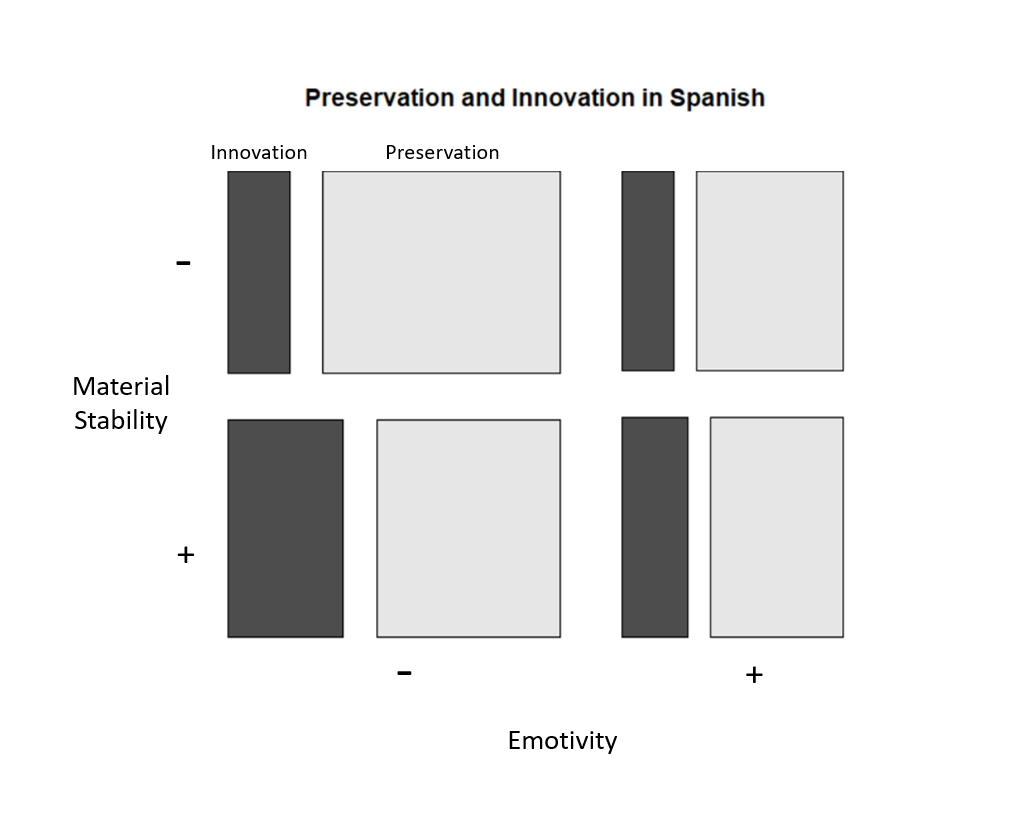 Preservation and Innovation in Spanish
Innovation Preservation
-
Material
Stability
+
- +
Emotivity